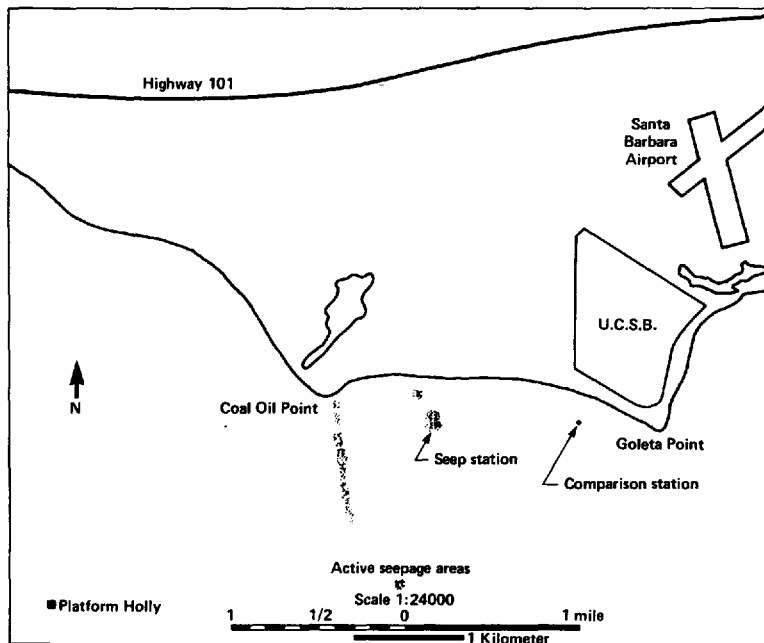 Highway 101
Santa
Barbara
Airport
U.C.S.B.
N
Coal Oil Point
Goleta Point
Seep station
Comparison station
Active seepage areas
Scale 1:24000
Platform Holly
1 1/2 0 1 mile
1 Kilometer